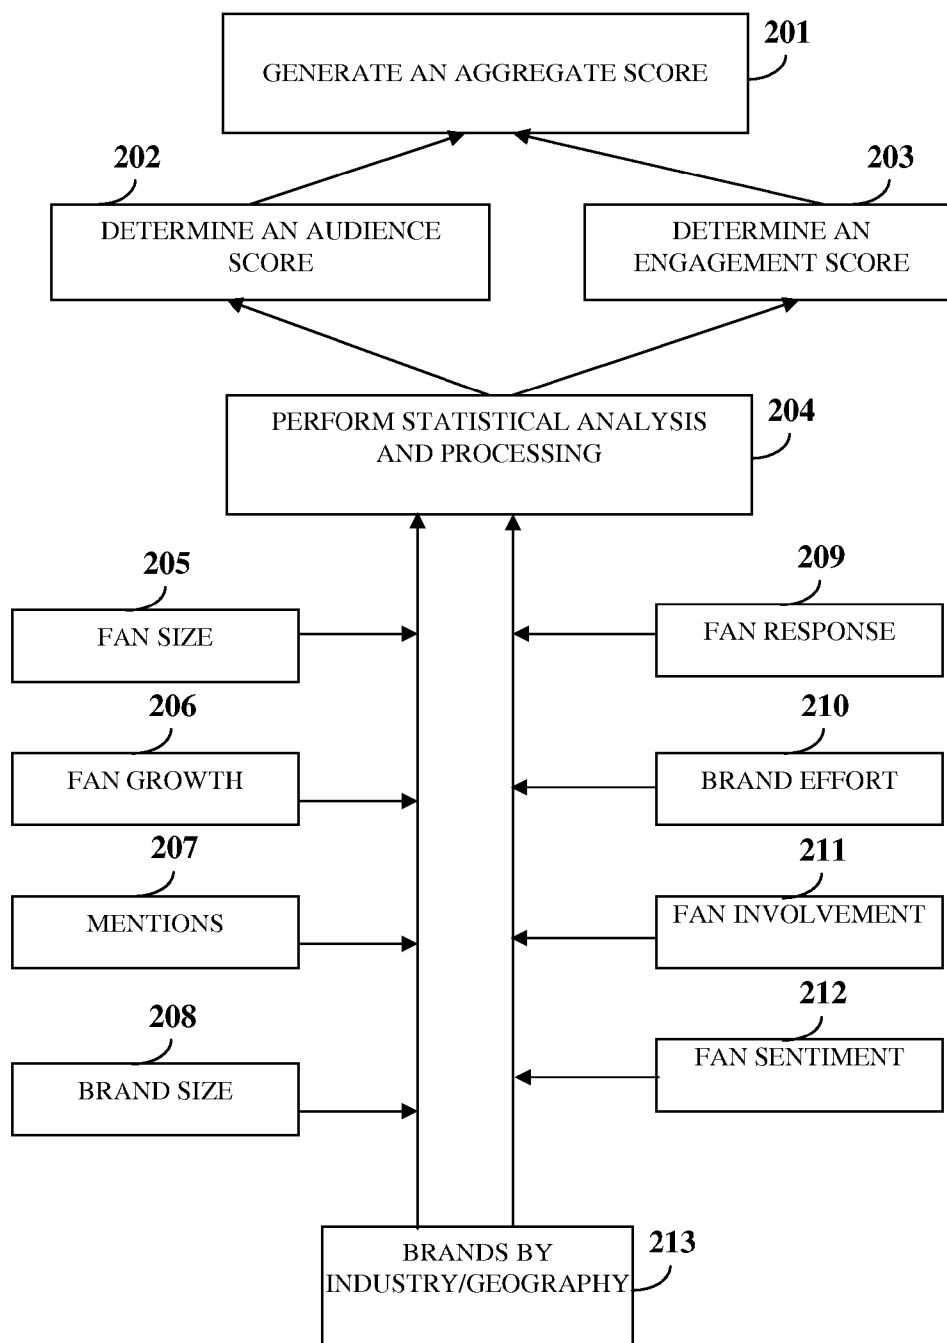 201
GENERATE AN AGGREGATE SCORE
202
203
DETERMINE AN AUDIENCE
SCORE
DETERMINE AN
ENGAGEMENT SCORE
PERFORM STATISTICAL ANALYSIS
AND PROCESSING
204
205
FAN SIZE
209
FAN RESPONSE
206
FAN GROWTH
210
BRAND EFFORT
207
MENTIONS
211
FAN INVOLVEMENT
208
BRAND SIZE
212
FAN SENTIMENT
BRANDS BY
INDUSTRY/GEOGRAPHY
213